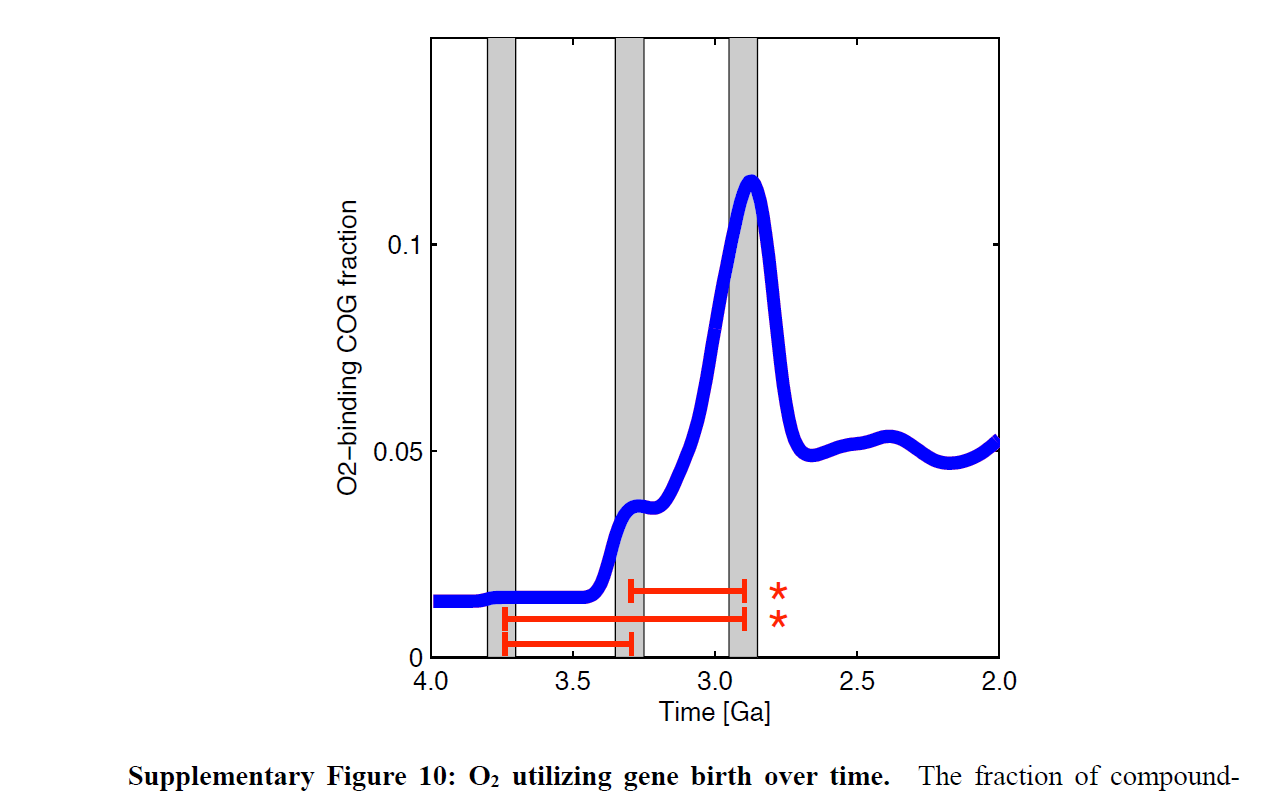 O2−binding COG fraction
0.1
0.05
0
*
*
4.0 3.5 3.0 2.5 2.0
Time [Ga]
Supplementary Figure 10: O₂ utilizing gene birth over time. The fraction of compound-